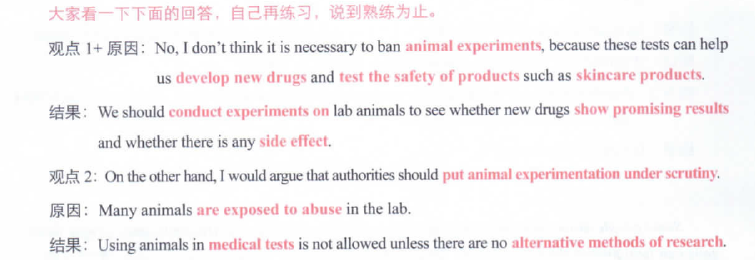 大家看一下下面的回答，自己再练习，说到熟练为止。
观点 1+ 原因：No, I don't think it is necessary to ban animal experiments, because these tests can help
us develop new drugs and test the safety of products such as skincare products.
结果：We should conduct experiments on lab animals to see whether new drugs show promising results
and whether there is any side effect.
观点 2: On the other hand, I would argue that authorities should put animal experimentation under scrutiny.
原因：Many animals are exposed to abuse in the lab.
结果：Using animals in medical tests is not allowed unless there are no alternative methods of research.